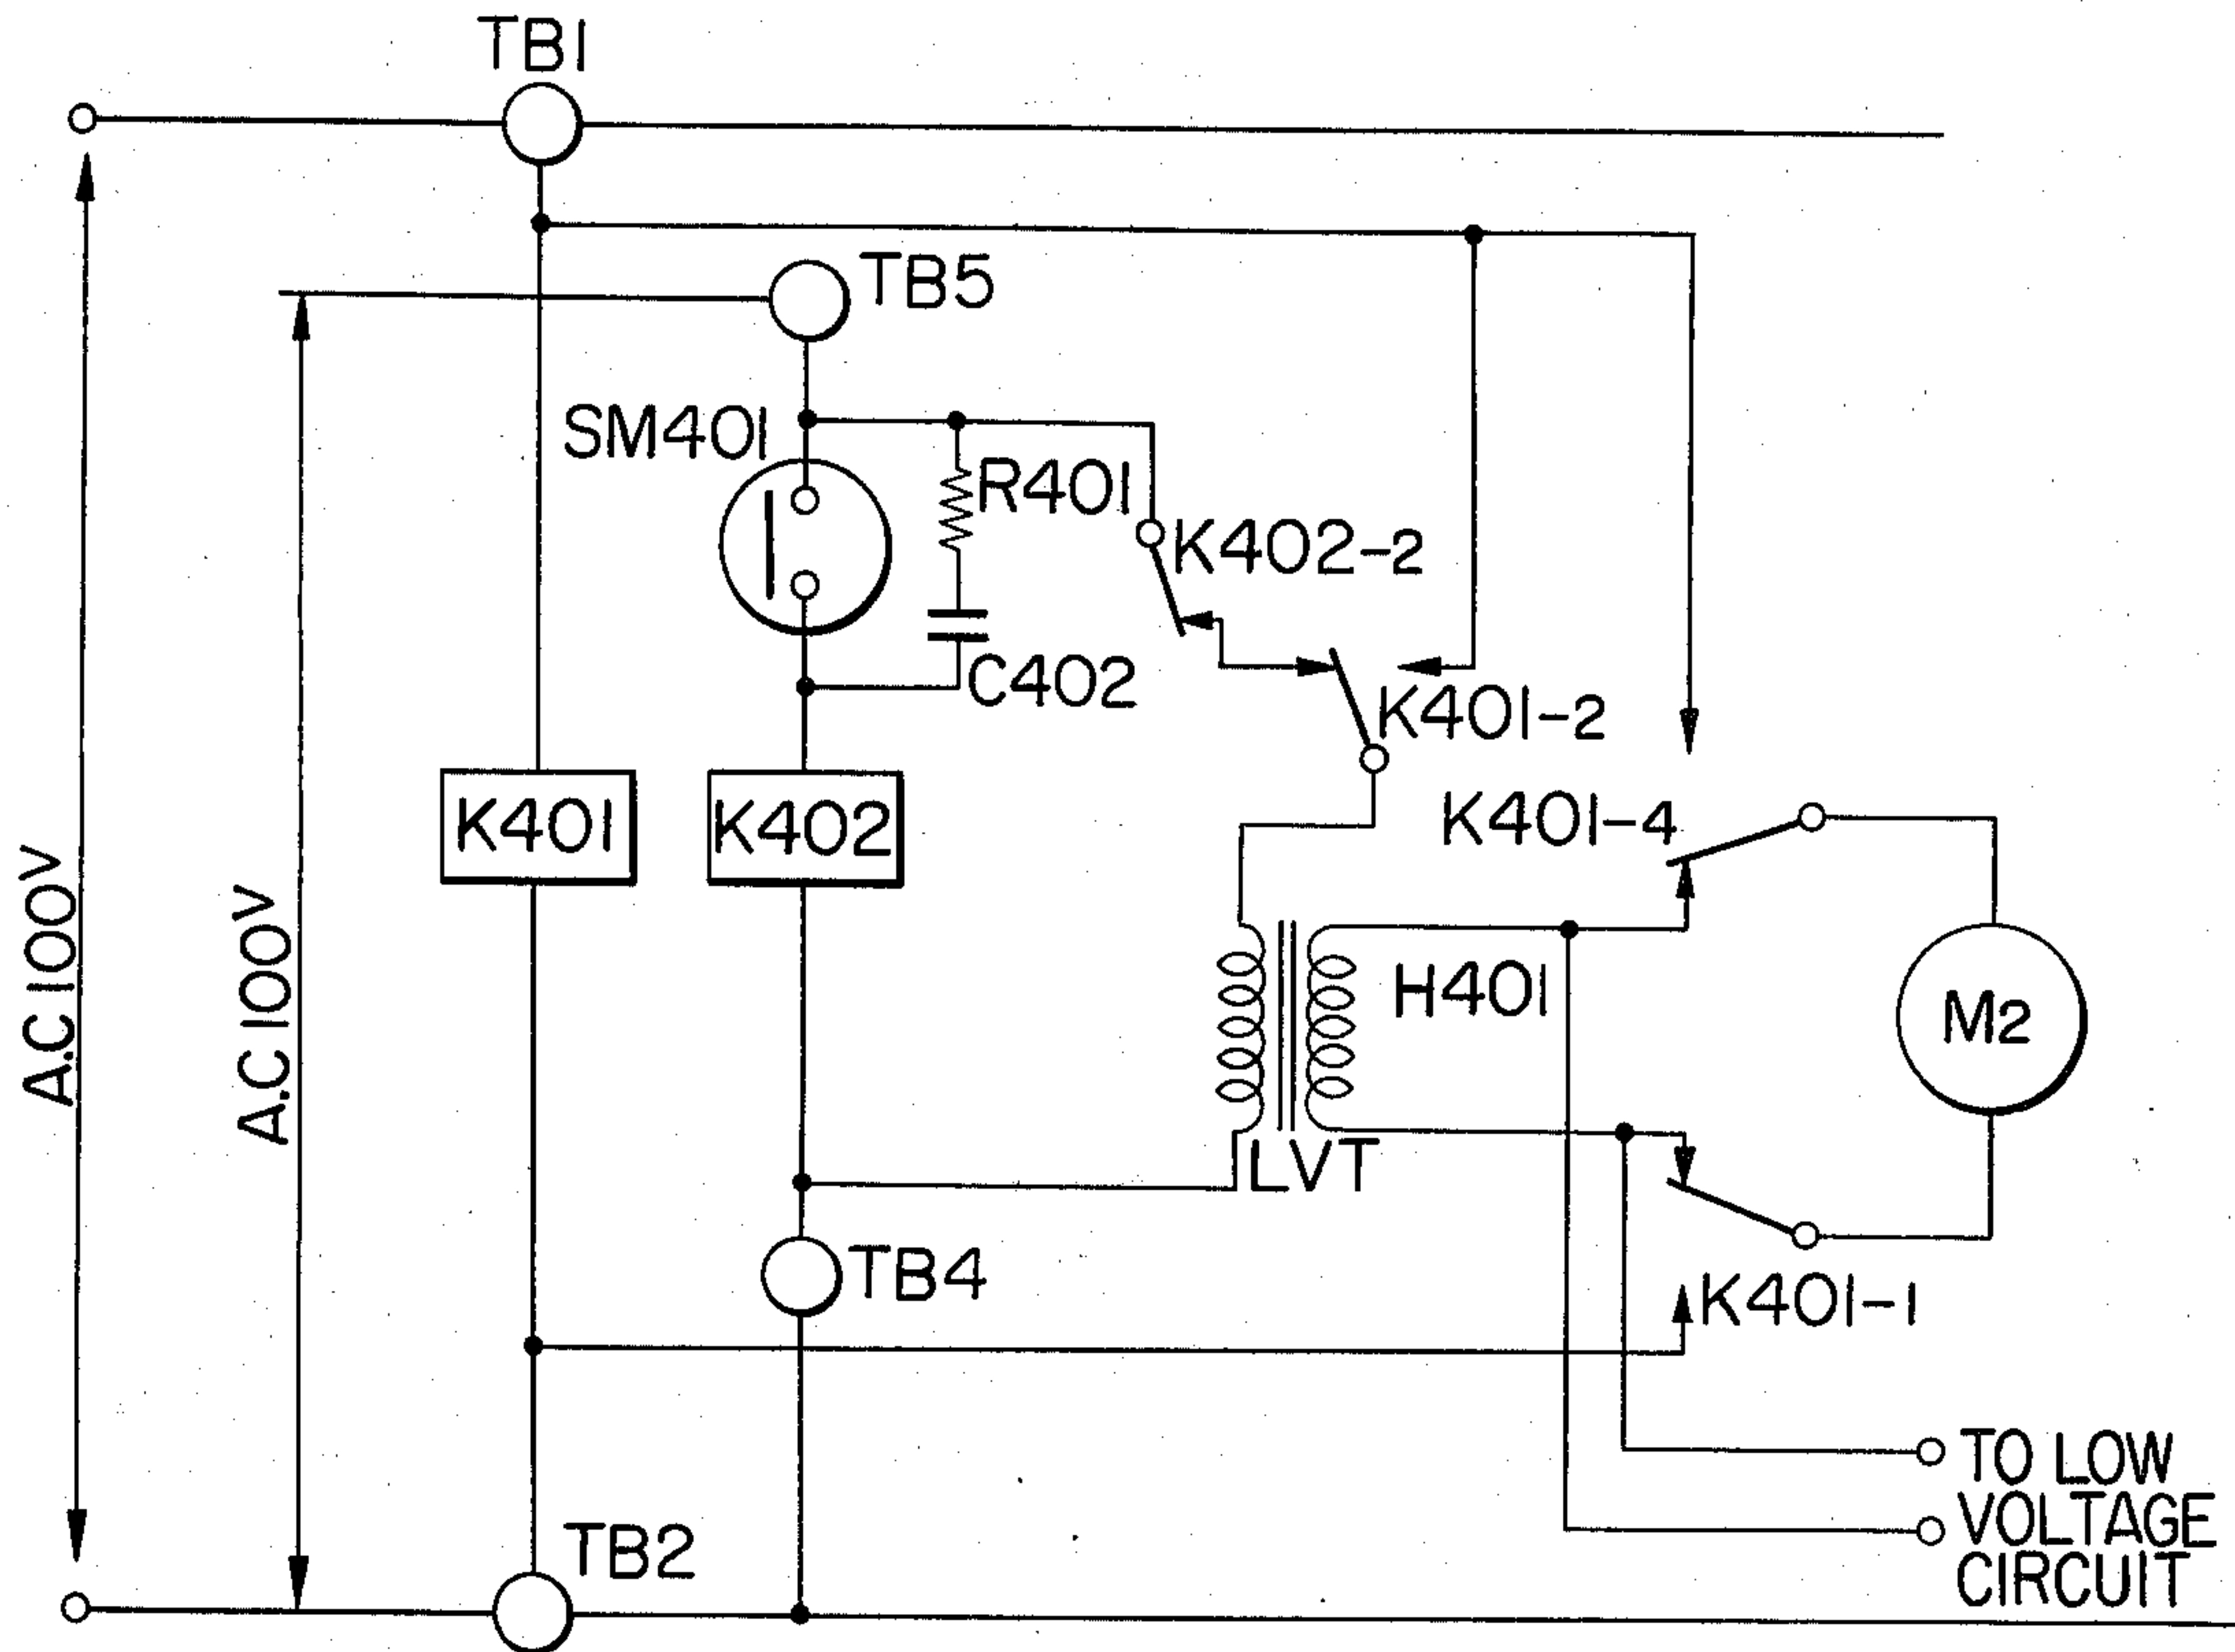 TB1
TB5
SM401
R401
K402-2
C402
K401-2
K401
K402
K401-4
A.C 100V
A.C 100V
H401
M2
LVT
TB4
K401-1
TB2
TO LOW
VOLTAGE
CIRCUIT